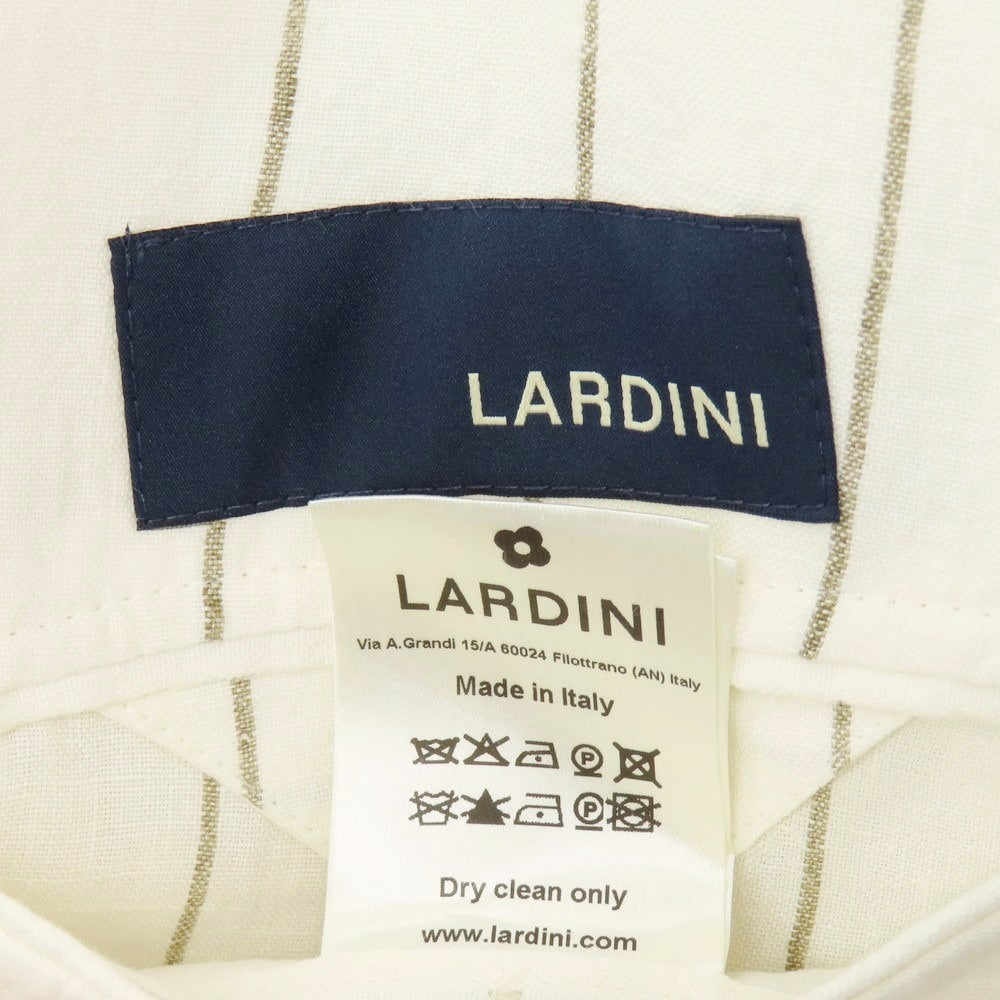 LARDINI
LARDINI
Via A.Grandi 15/A 60024 Filottrano (AN) Italy
Made in Italy
P
P
Dry clean only
www.lardini.com